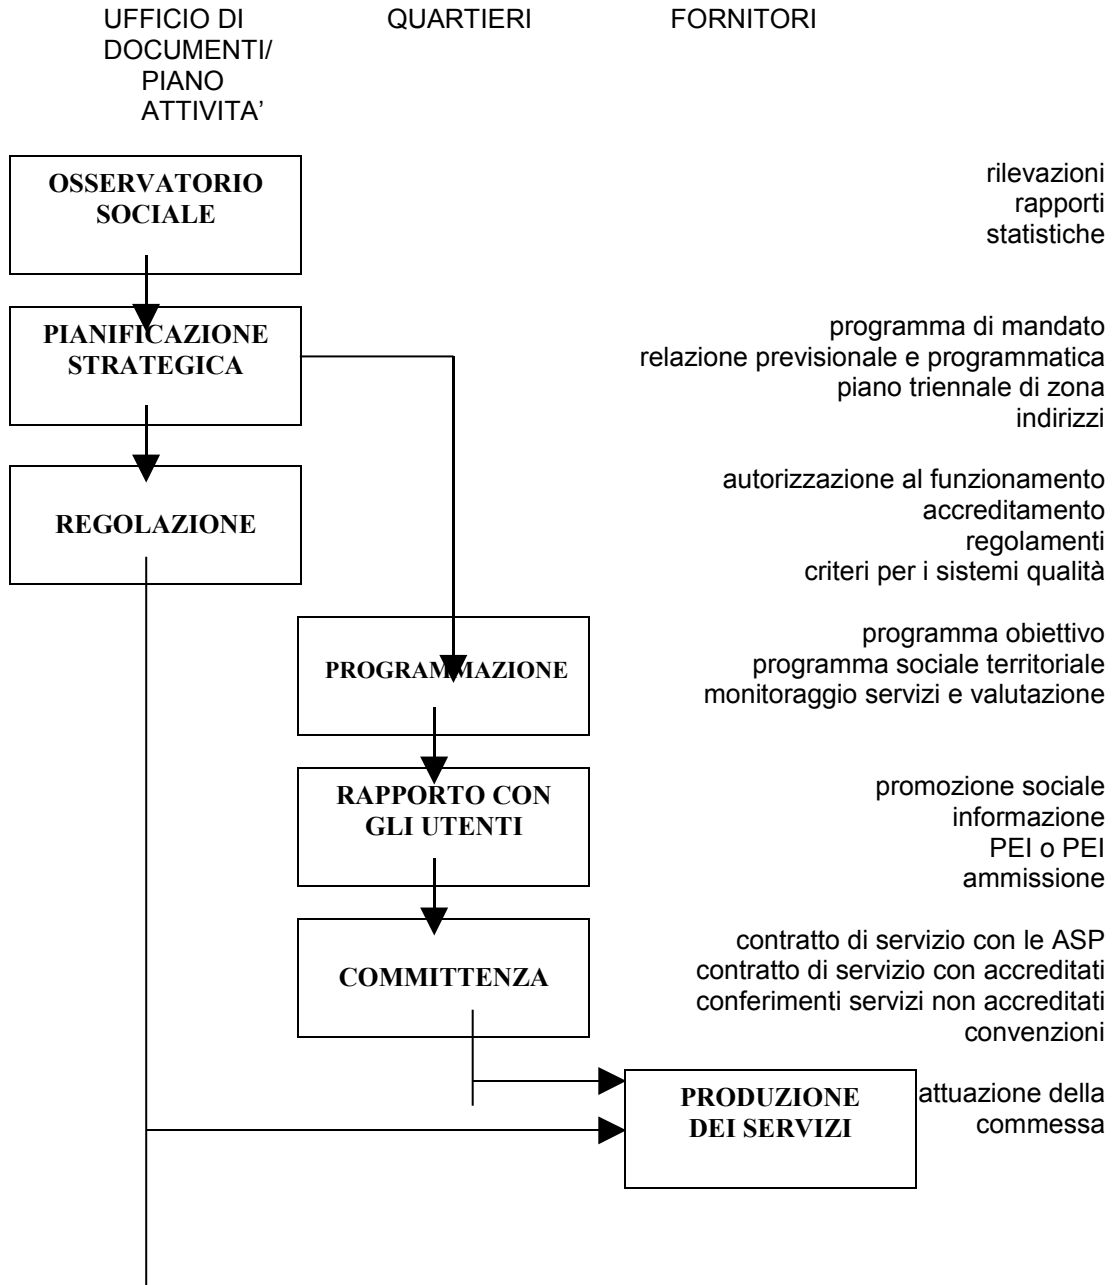 UFFICIO DI QUARTIERI FORNITORI
DOCUMENTI/
PIANO
ATTIVITA’
OSSERVATORIO
SOCIALE
rilevazioni
rapporti
statistiche
PIANIFICAZIONE
STRATEGICA
programma di mandato
relazione previsionale e programmatica
piano triennale di zona
indirizzi
REGOLAZIONE
autorizzazione al funzionamento
accreditamento
regolamenti
criteri per i sistemi qualità
PROGRAMMAZIONE
programma obiettivo
programma sociale territoriale
monitoraggio servizi e valutazione
RAPPORTO CON
GLI UTENTI
promozione sociale
informazione
PEI o PEI
ammissione
COMMITTENZA
contratto di servizio con le ASP
contratto di servizio con accreditati
conferimenti servizi non accreditati
convenzioni
PRODUZIONE
DEI SERVIZI
attuazione della
commessa